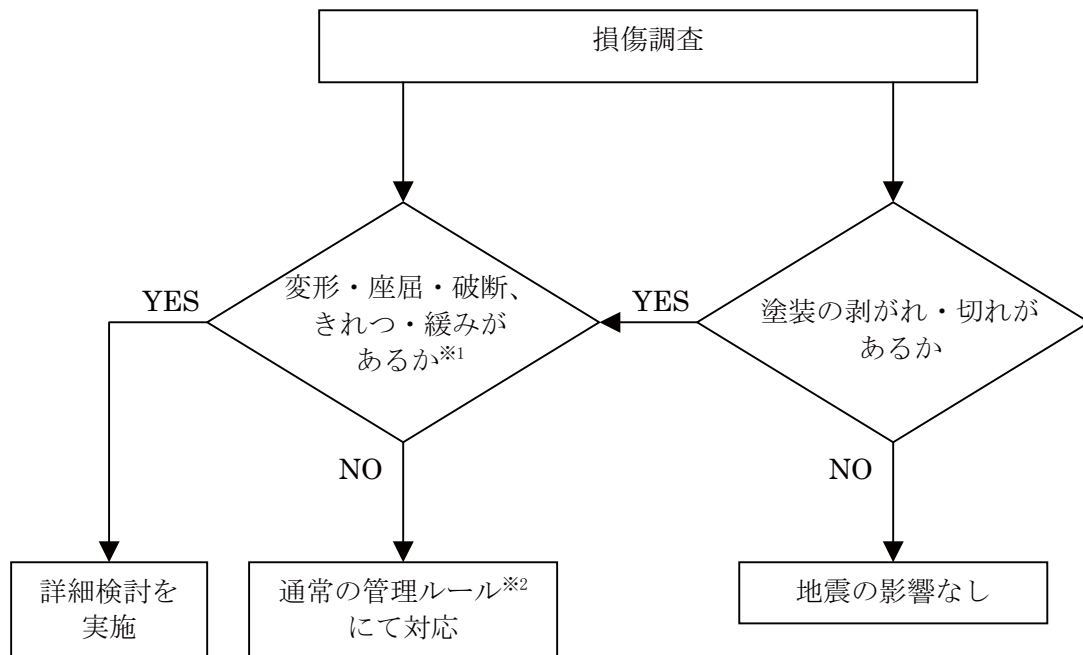 損傷調査
変形・座屈・破断、
きれつ・緩みが
あるか※1
YES
YES
塗装の剥がれ・切れが
あるか
NO
NO
詳細検討を
実施
通常の管理ルール※2
にて対応
地震の影響なし